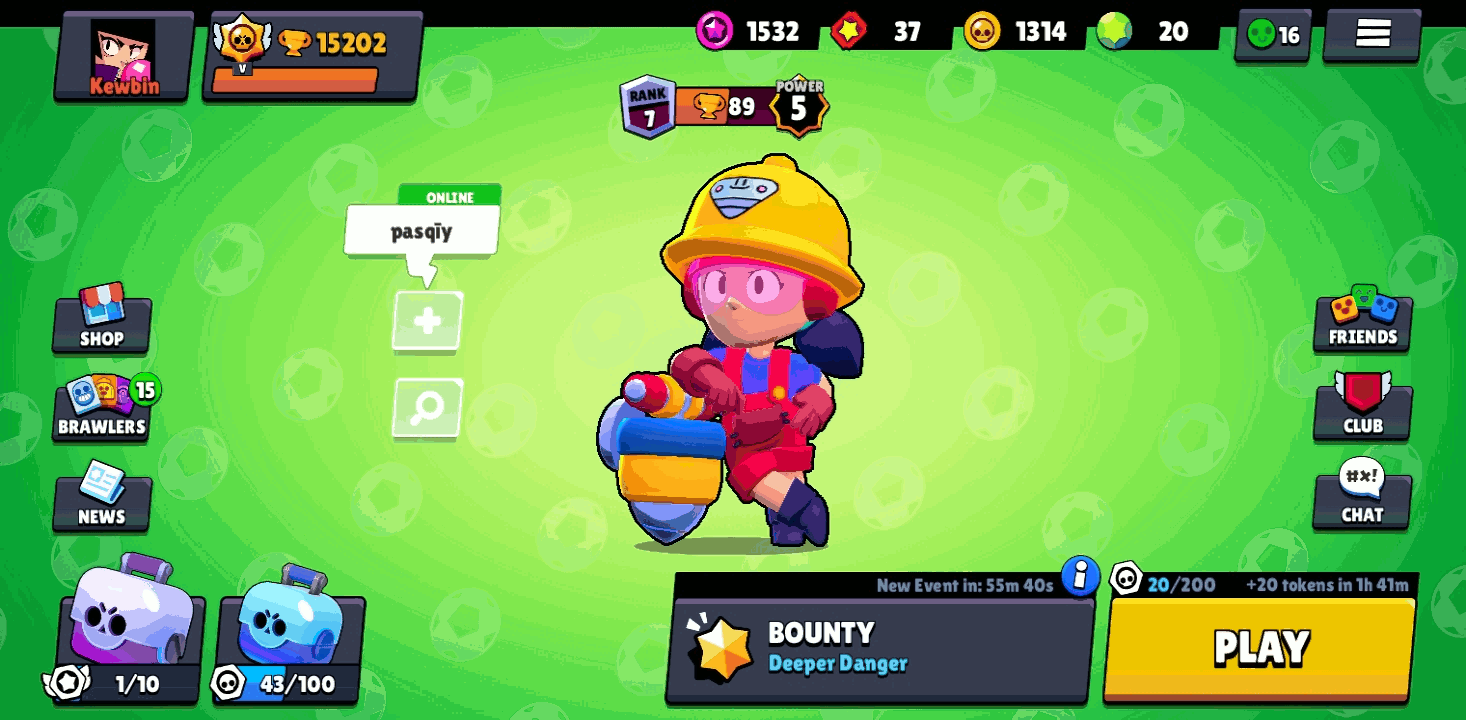 Kewbin
15202
V
1532
37
1314
20
16
RANK
7
89
POWER
5
ONLINE
pasqīy
SHOP
15
BRAWLERS
NEWS
FRIENDS
CLUB
#x!
CHAT
1/10
43/100
New Event in: 55m 40s
i
BOUNTY
Deeper Danger
20/200
+20 tokens in 1h 41m
PLAY